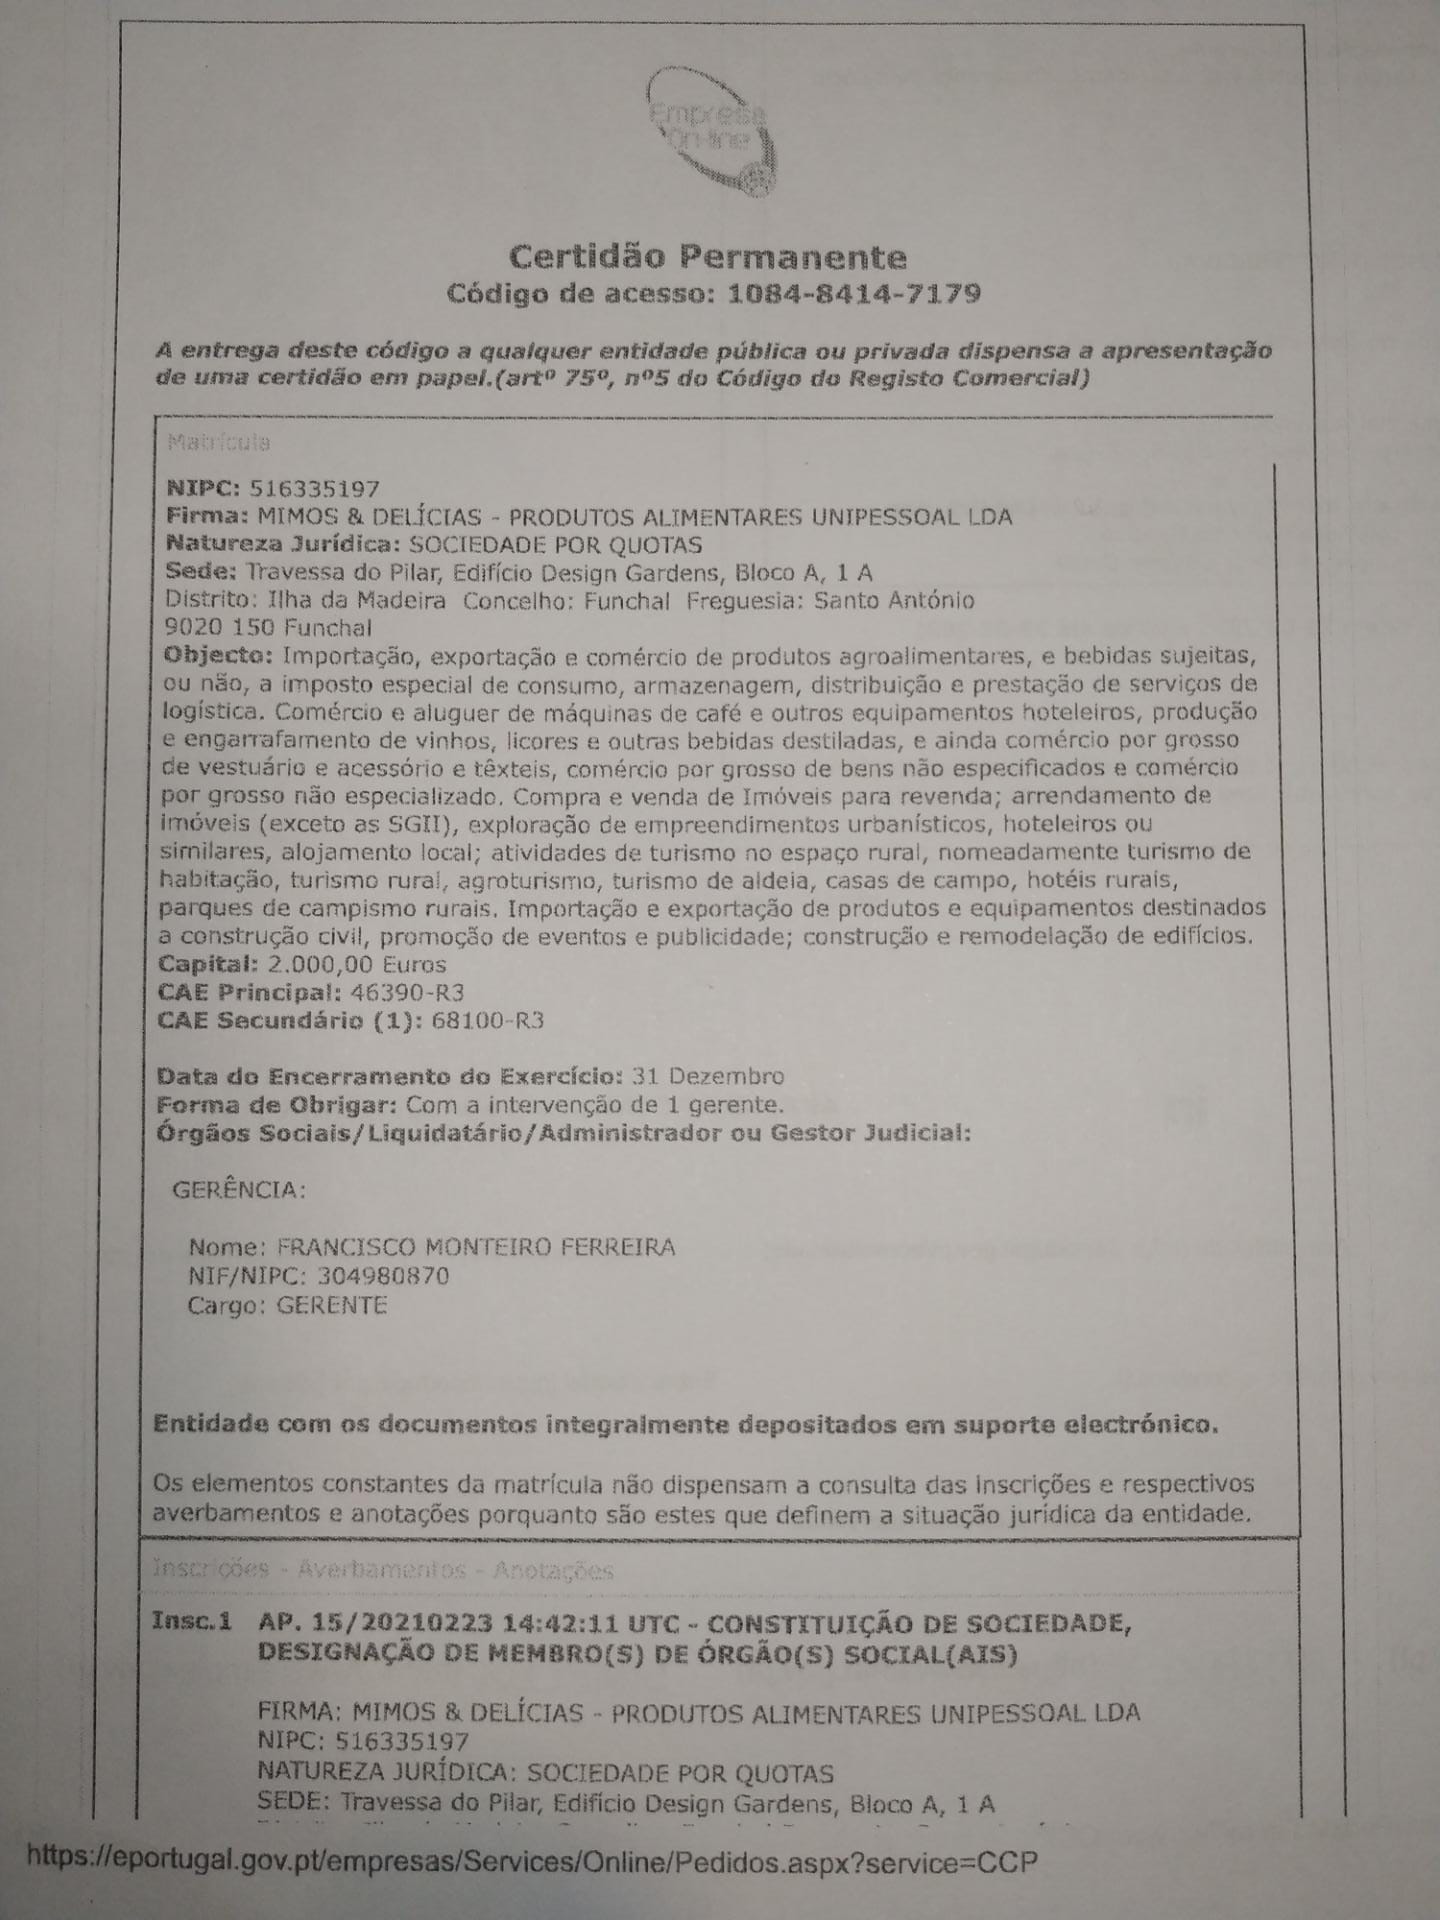 Empresa
On-line
Certidão Permanente
Código de acesso: 1084-8414-7179
A entrega deste código a qualquer entidade pública ou privada dispensa a apresentação
de uma certidão em papel.(artº 75º, nº5 do Código do Registo Comercial)
Matrícula
NIPC: 516335197
Firma: MIMOS & DELÍCIAS - PRODUTOS ALIMENTARES UNIPESSOAL LDA
Natureza Jurídica: SOCIEDADE POR QUOTAS
Sede: Travessa do Pilar, Edifício Design Gardens, Bloco A, 1 A
Distrito: Ilha da Madeira Concelho: Funchal Freguesia: Santo António
9020 150 Funchal
Objecto: Importação, exportação e comércio de produtos agroalimentares, e bebidas sujeitas,
ou não, a imposto especial de consumo, armazenagem, distribuição e prestação de serviços de
logística. Comércio e aluguer de máquinas de café e outros equipamentos hoteleiros, produção
e engarrafamento de vinhos, licores e outras bebidas destiladas, e ainda comércio por grosso
de vestuário e acessório e têxteis, comércio por grosso de bens não especificados e comércio
por grosso não especializado. Compra e venda de Imóveis para revenda; arrendamento de
imóveis (exceto as SGII), exploração de empreendimentos urbanísticos, hoteleiros ou
similares, alojamento local; atividades de turismo no espaço rural, nomeadamente turismo de
habitação, turismo rural, agroturismo, turismo de aldeia, casas de campo, hotéis rurais,
parques de campismo rurais. Importação e exportação de produtos e equipamentos destinados
a construção civil, promoção de eventos e publicidade; construção e remodelação de edifícios.
Capital: 2.000,00 Euros
CAE Principal: 46390-R3
CAE Secundário (1): 68100-R3
Data do Encerramento do Exercício: 31 Dezembro
Forma de Obrigar: Com a intervenção de 1 gerente.
Órgãos Sociais/Liquidatário/Administrador ou Gestor Judicial:
GERÊNCIA:
Nome: FRANCISCO MONTEIRO FERREIRA
NIF/NIPC: 304980870
Cargo: GERENTE
Entidade com os documentos integralmente depositados em suporte electrónico.
Os elementos constantes da matrícula não dispensam a consulta das inscrições e respectivos
averbamentos e anotações porquanto são estes que definem a situação jurídica da entidade.
Inscrições - Averbamentos - Anotações
Insc.1 AP. 15/20210223 14:42:11 UTC - CONSTITUIÇÃO DE SOCIEDADE,
DESIGNAÇÃO DE MEMBRO(S) DE ÓRGÃO(S) SOCIAL(AIS)
FIRMA: MIMOS & DELÍCIAS - PRODUTOS ALIMENTARES UNIPESSOAL LDA
NIPC: 516335197
NATUREZA JURÍDICA: SOCIEDADE POR QUOTAS
SEDE: Travessa do Pilar, Edifício Design Gardens, Bloco A, 1 A
https://eportugal.gov.pt/empresas/Services/Online/Pedidos.aspx?service=CCP